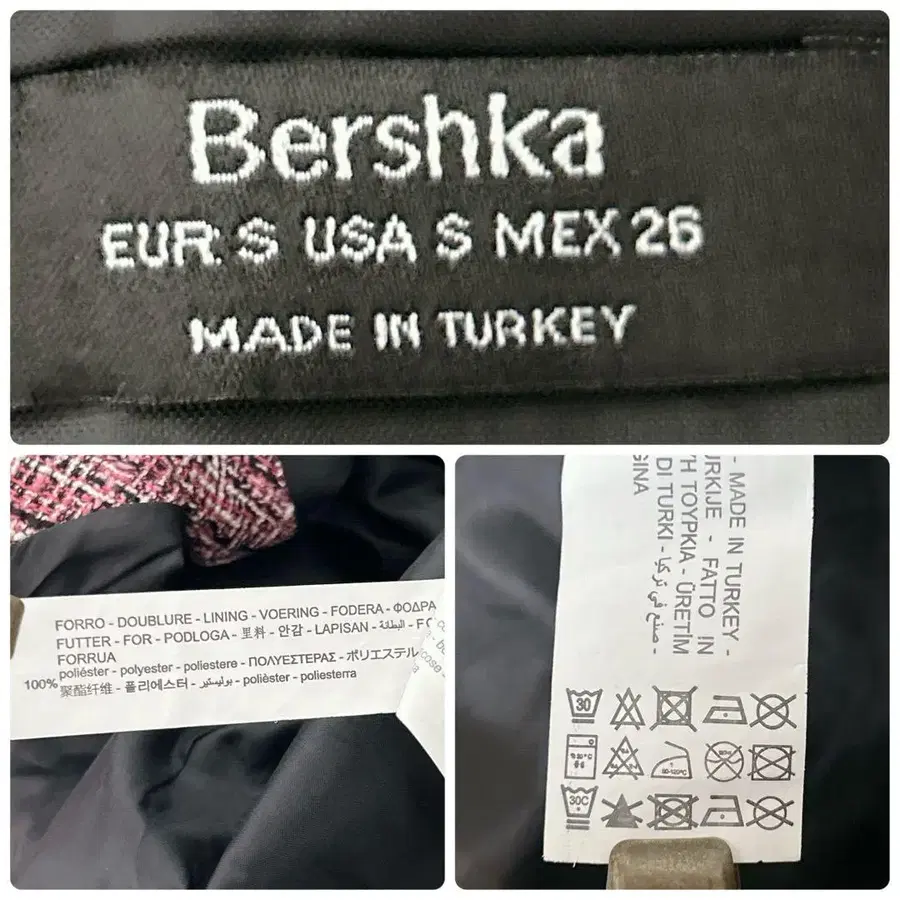 Bershka
EUR. S USA S MEX 26
MADE IN TURKEY
FORRO - DOUBLURE - LINING - VOERING - FODERA - ΦΟΔΡΑ
FUTTER - FOR - PODLOGA - 里料 - 안감 - LAPISAN - البطانة -
FORRUA
poliéster - polyester - poliestere - ΠΟΛΥΕΣΤΕΡΑΣ - ポリエステル
100% 聚酯纤维 - 폴리에스터 - بوليستير - polièster - poliesterra
- MADE IN TURKEY -
URKIJE - FATTO IN
ΤΟΥΡΚΙΑ - ÜRETİM
DI TURKI - صنع في تركيا -
GINA
30
1
30C